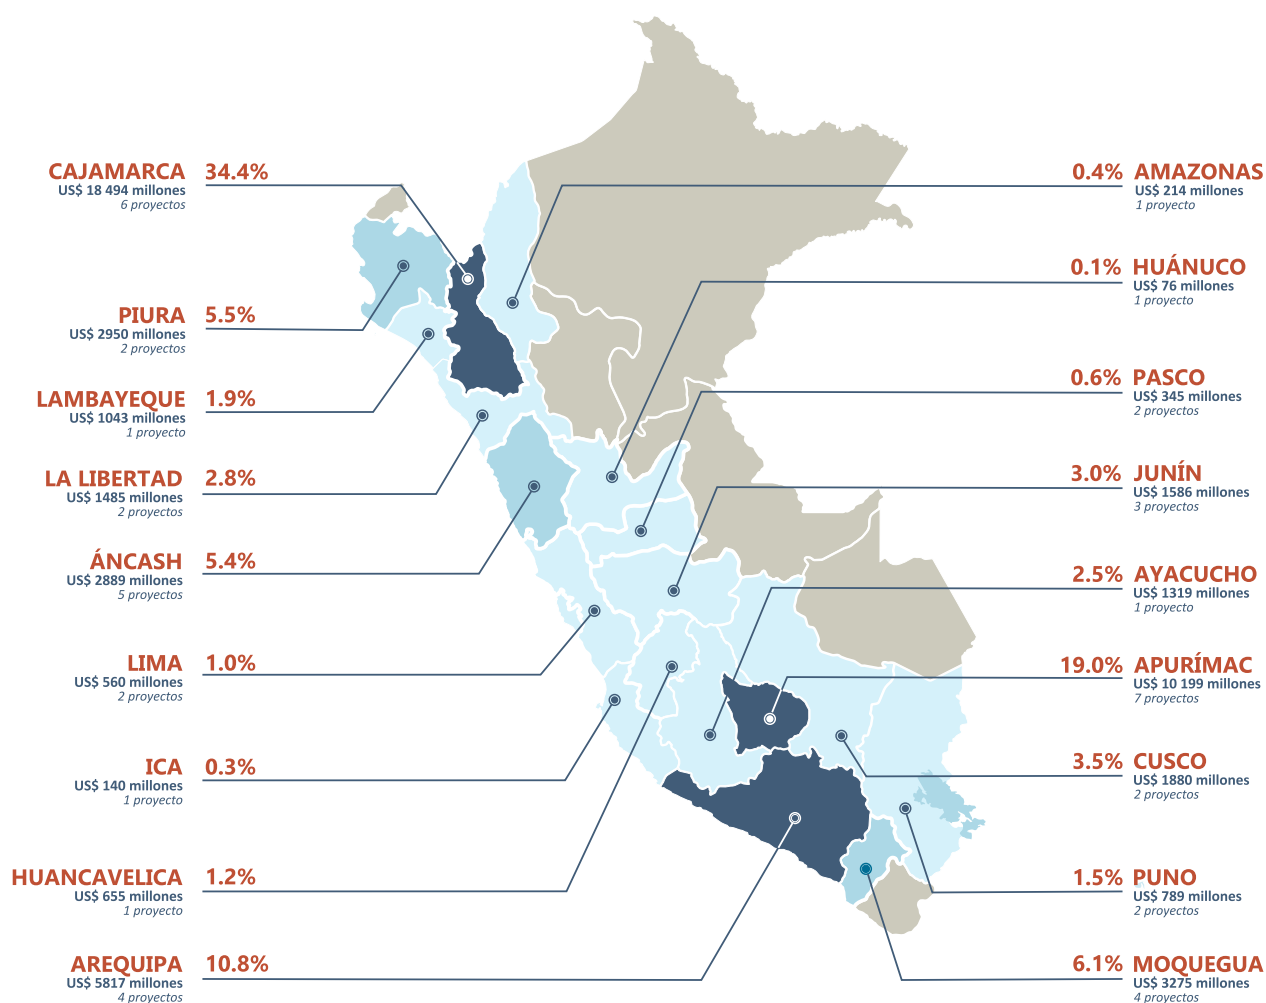 CAJAMARCA 34.4%
US$ 18 494 millones
6 proyectos
PIURA 5.5%
US$ 2950 millones
2 proyectos
LAMBAYEQUE 1.9%
US$ 1043 millones
1 proyecto
LA LIBERTAD 2.8%
US$ 1485 millones
2 proyectos
ÁNCASH 5.4%
US$ 2889 millones
5 proyectos
LIMA 1.0%
US$ 560 millones
2 proyectos
ICA 0.3%
US$ 140 millones
1 proyecto
HUANCAVELICA 1.2%
US$ 655 millones
1 proyecto
AREQUIPA 10.8%
US$ 5817 millones
4 proyectos
0.4% AMAZONAS
US$ 214 millones
1 proyecto
0.1% HUÁNUCO
US$ 76 millones
1 proyecto
0.6% PASCO
US$ 345 millones
2 proyectos
3.0% JUNÍN
US$ 1586 millones
3 proyectos
2.5% AYACUCHO
US$ 1319 millones
1 proyecto
19.0% APURÍMAC
US$ 10 199 millones
7 proyectos
3.5% CUSCO
US$ 1880 millones
2 proyectos
1.5% PUNO
US$ 789 millones
2 proyectos
6.1% MOQUEGUA
US$ 3275 millones
4 proyectos